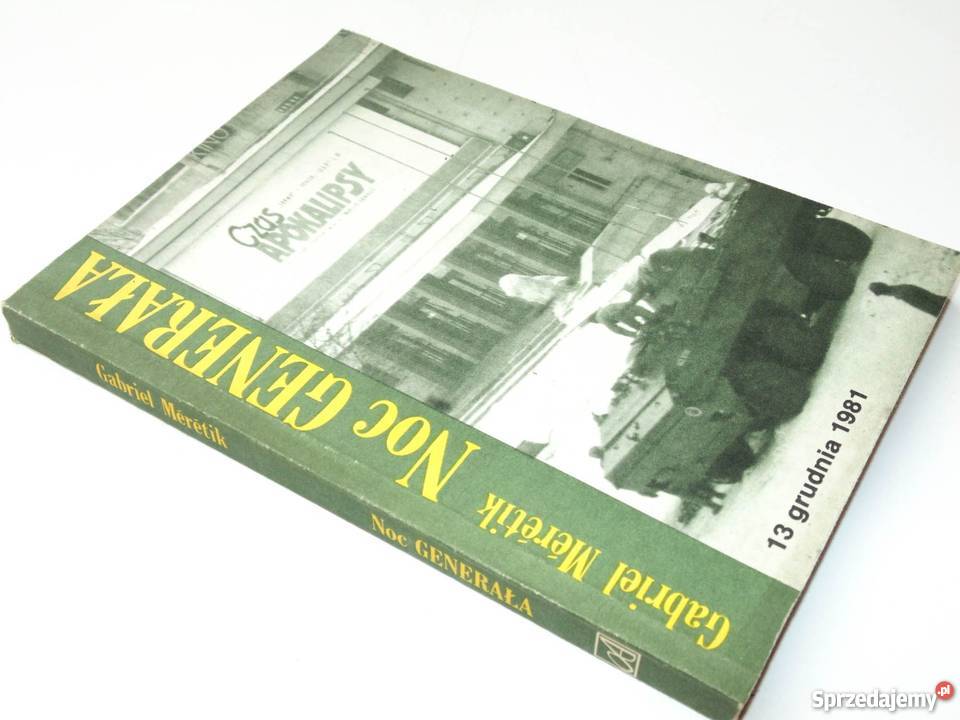 Gabriel Mérétik
Noc GENERAŁA
KINO
Czas
APOKALIPSY
13 grudnia 1981
Gabriel Mérétik
Noc GENERAŁA
Sprzedajemy.pl